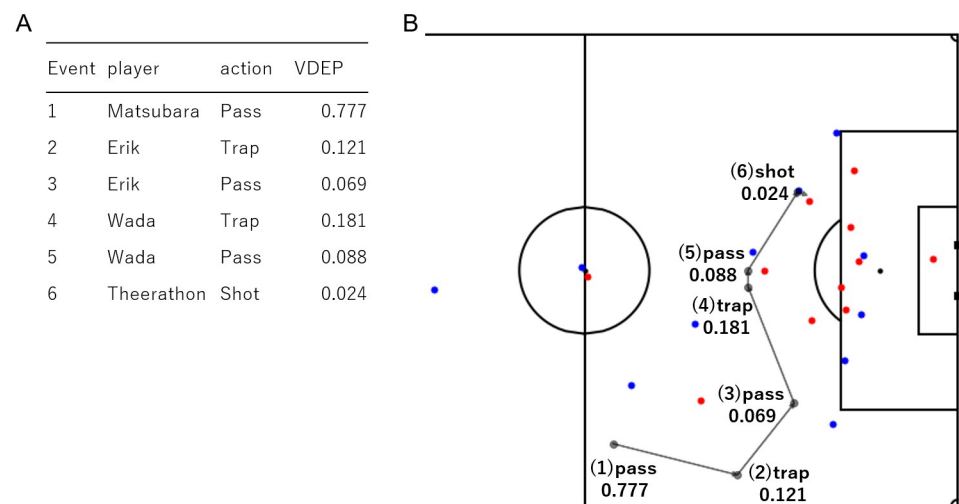 A
Event player action VDEP
1 Matsubara Pass 0.777
2 Erik Trap 0.121
3 Erik Pass 0.069
4 Wada Trap 0.181
5 Wada Pass 0.088
6 Theerathon Shot 0.024
B
(6)shot
0.024
(5)pass
0.088
(4)trap
0.181
(3)pass
0.069
(1)pass
0.777
(2)trap
0.121